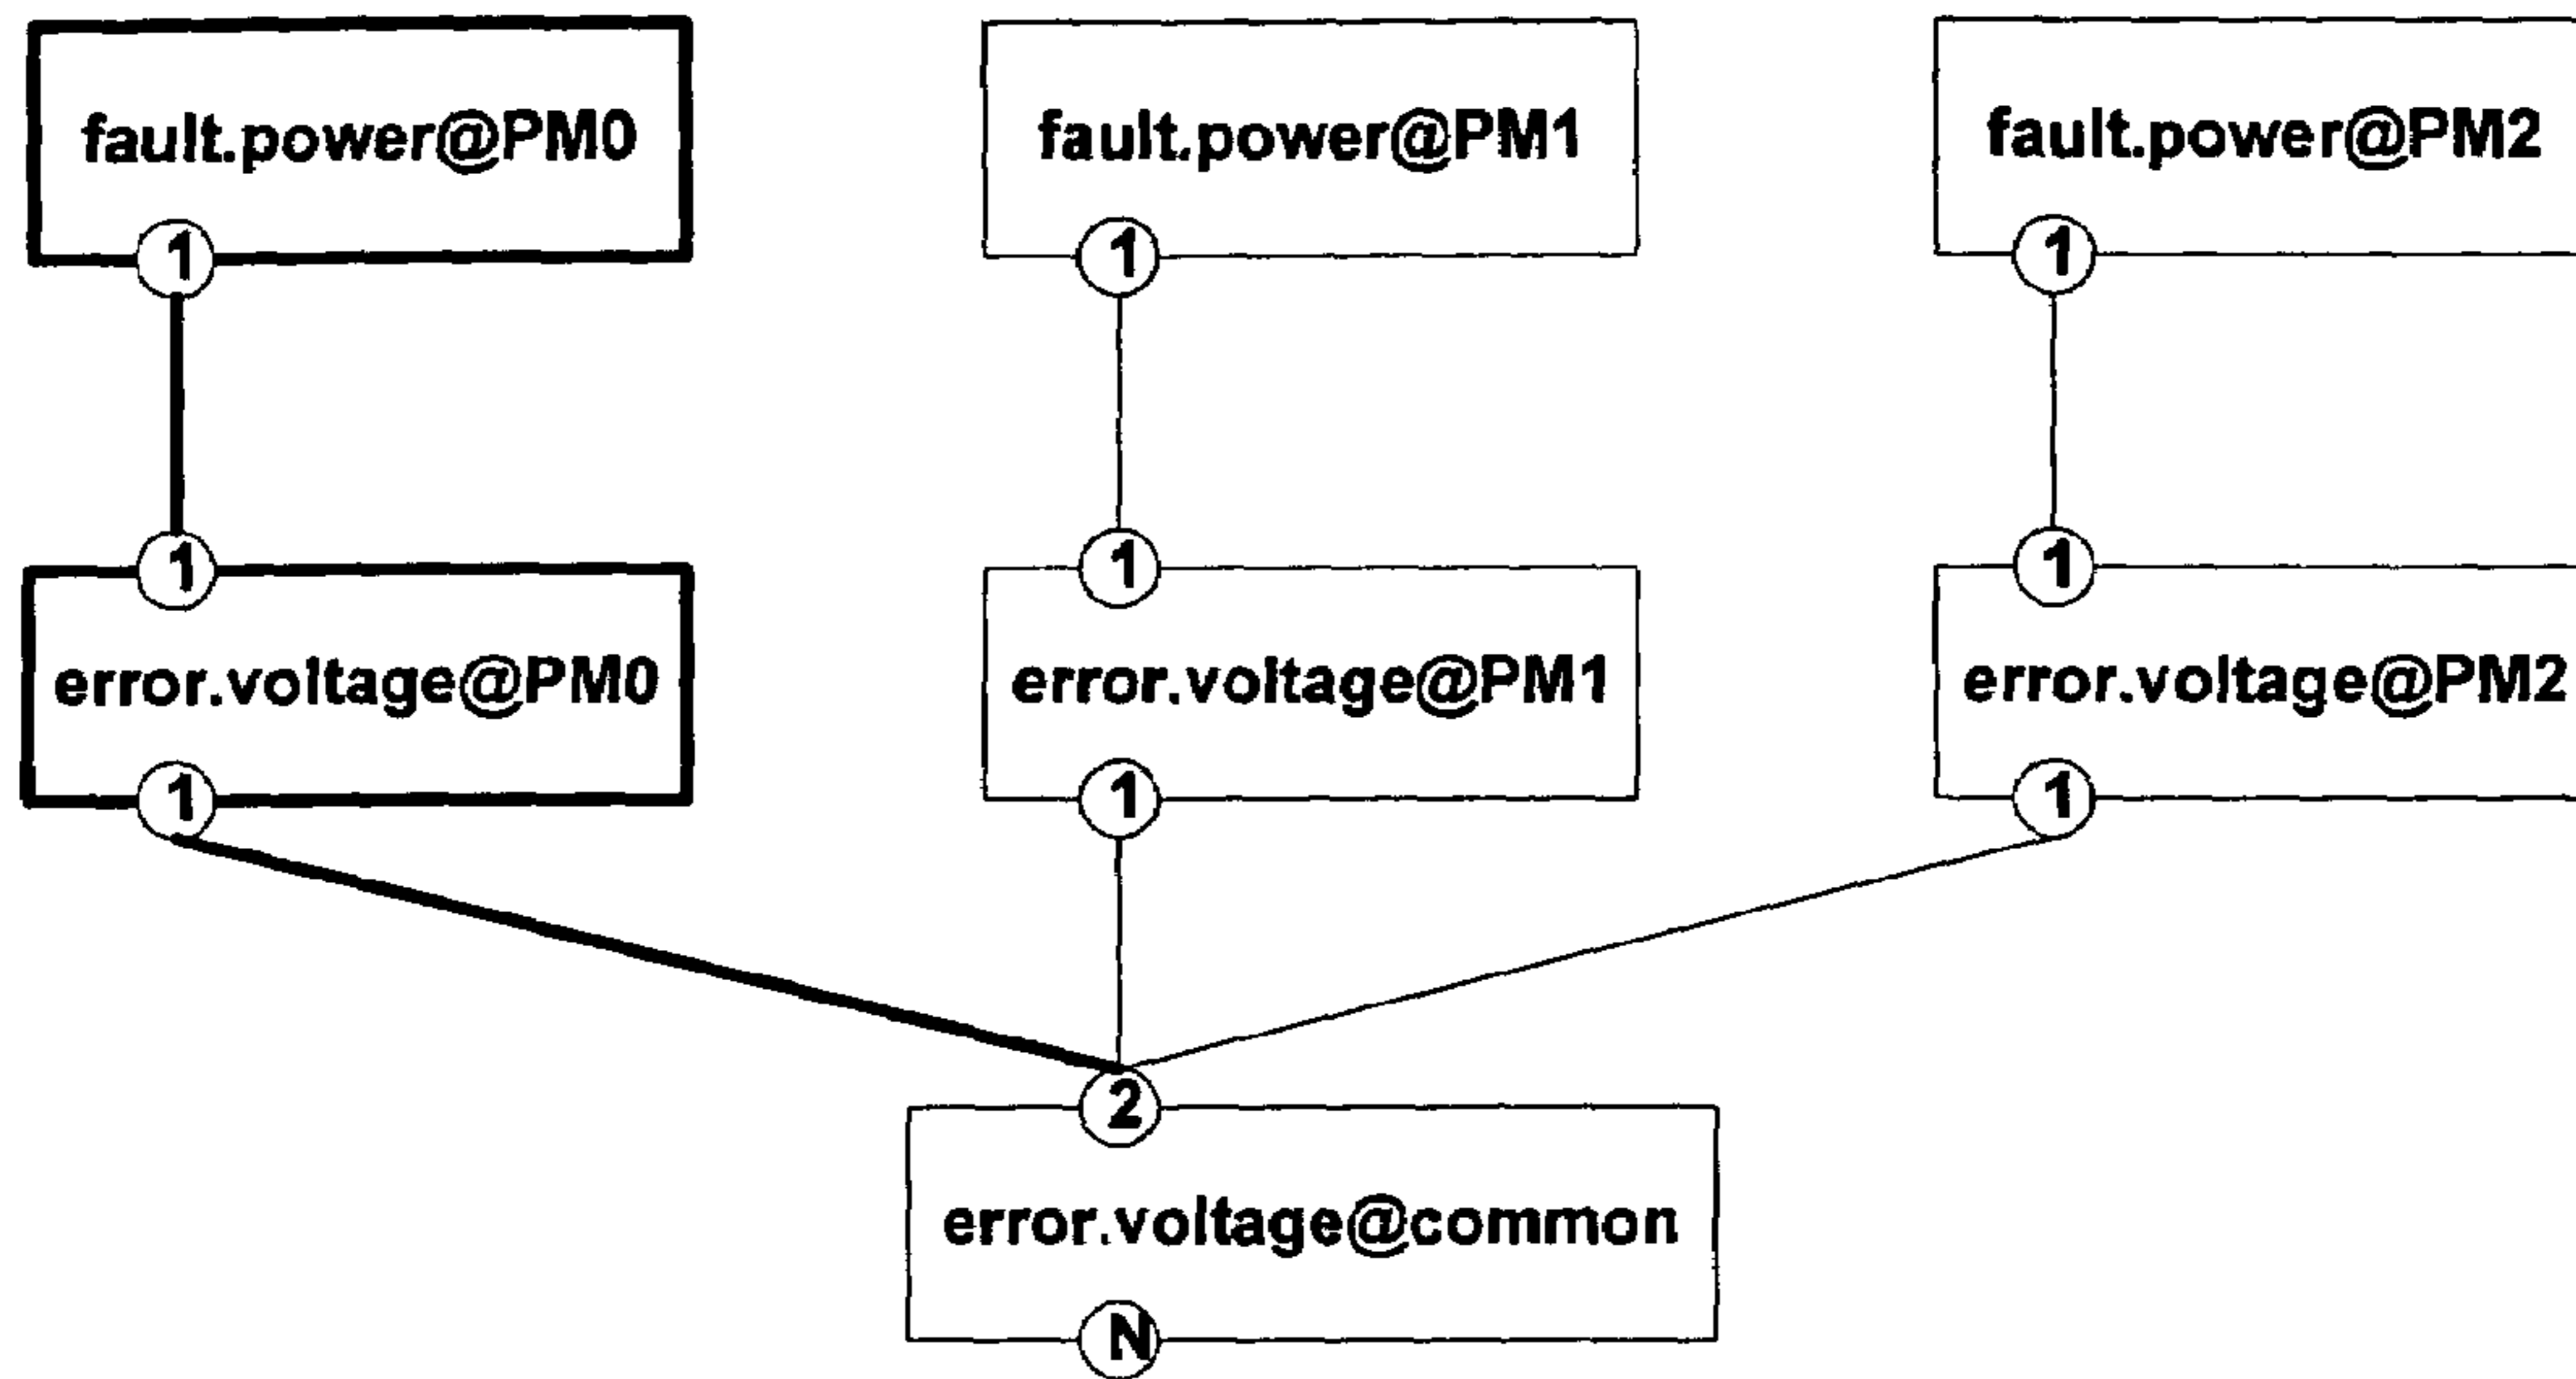 fault.power@PM0
fault.power@PM1
fault.power@PM2
1
1
1
1
1
1
error.voltage@PM0
error.voltage@PM1
error.voltage@PM2
1
1
1
2
error.voltage@common
N